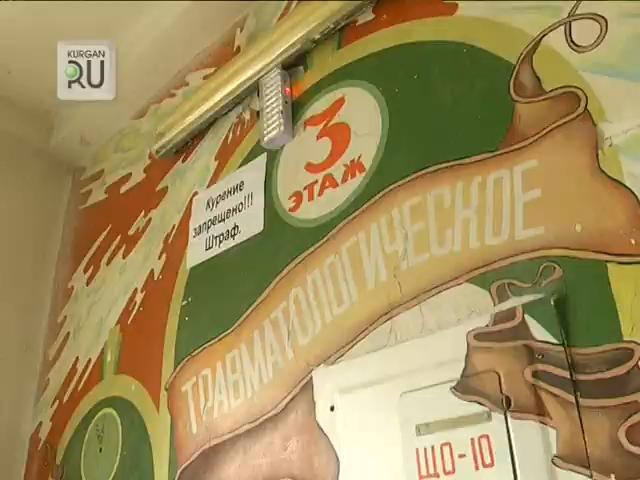 KURGAN
RU
3
ЭТАЖ
Курение
запрещено!!!
Штраф.
ТРАВМАТОЛОГИЧЕСКОЕ
ЩО-10